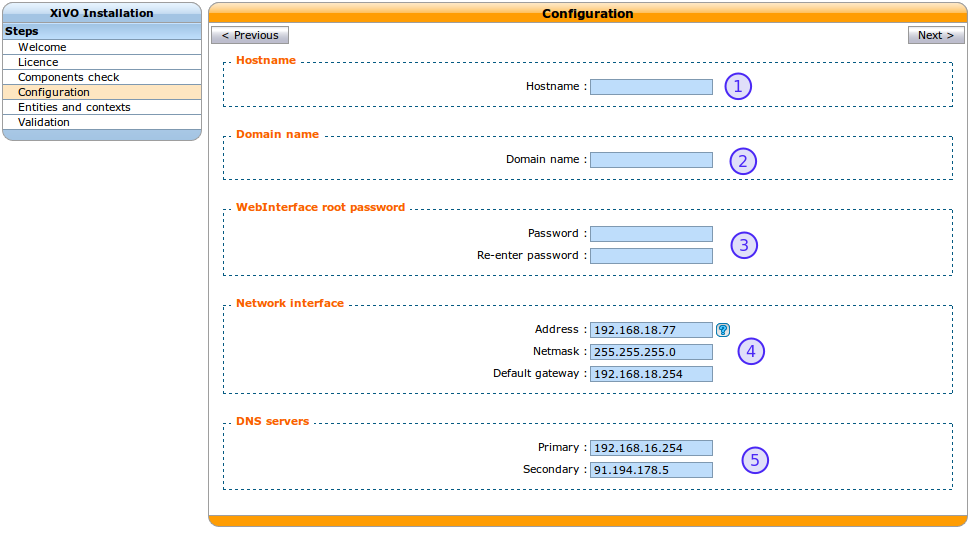 XiVO Installation
Steps
Welcome
Licence
Components check
Configuration
Entities and contexts
Validation
Configuration
< Previous
Next >
Hostname
Hostname :
1
Domain name
Domain name :
2
WebInterface root password
Password :
Re-enter password :
3
Network interface
Address : 192.168.18.77 ?
Netmask : 255.255.255.0
4
Default gateway : 192.168.18.254
DNS servers
Primary : 192.168.16.254
5
Secondary : 91.194.178.5